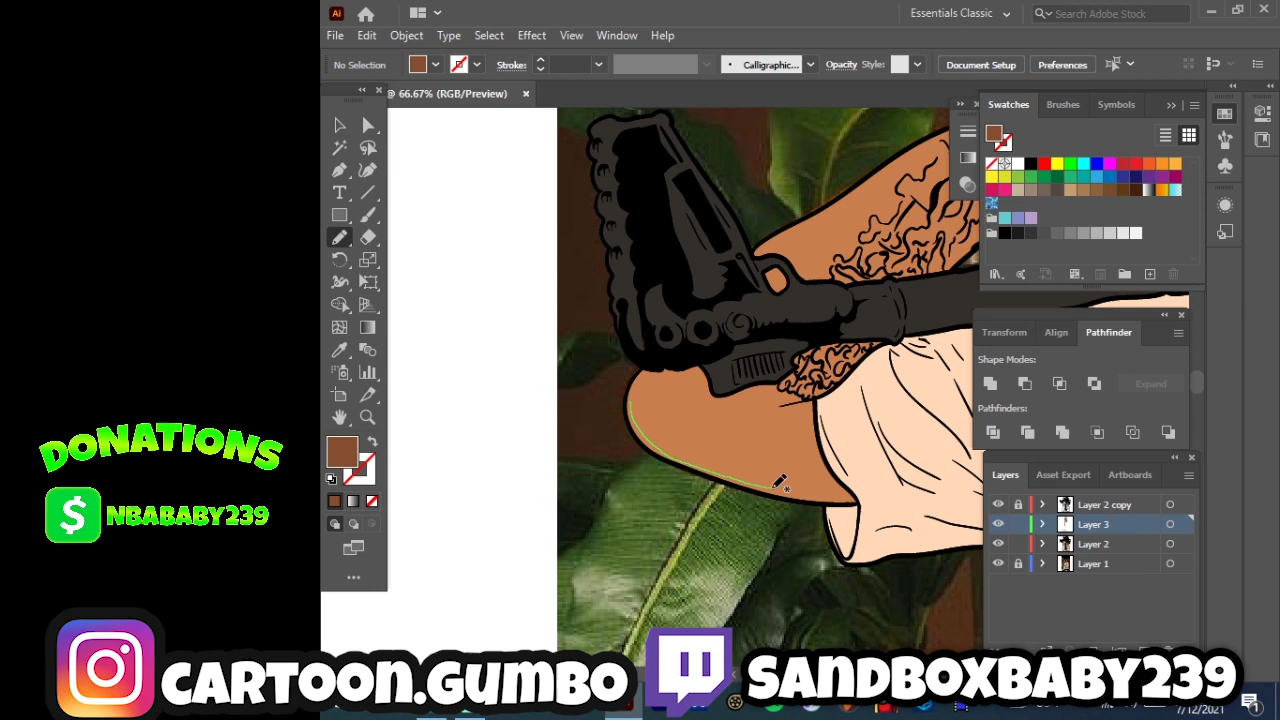 Ai
Essentials Classic
Search Adobe Stock
File Edit Object Type Select Effect View Window Help
No Selection
Stroke:
Calligraphic...
Opacity
Style:
Document Setup
Preferences
@ 66.67% (RGB/Preview)
Swatches
Brushes
Symbols
Transform
Align
Pathfinder
Shape Modes:
Expand
Pathfinders:
Layers
Asset Export
Artboards
Layer 2 copy
Layer 3
Layer 2
Layer 1
DONATIONS
$ NBABABY239
CARTOON.GUMBO
SANDBOXBABY239
7/12/2021
1